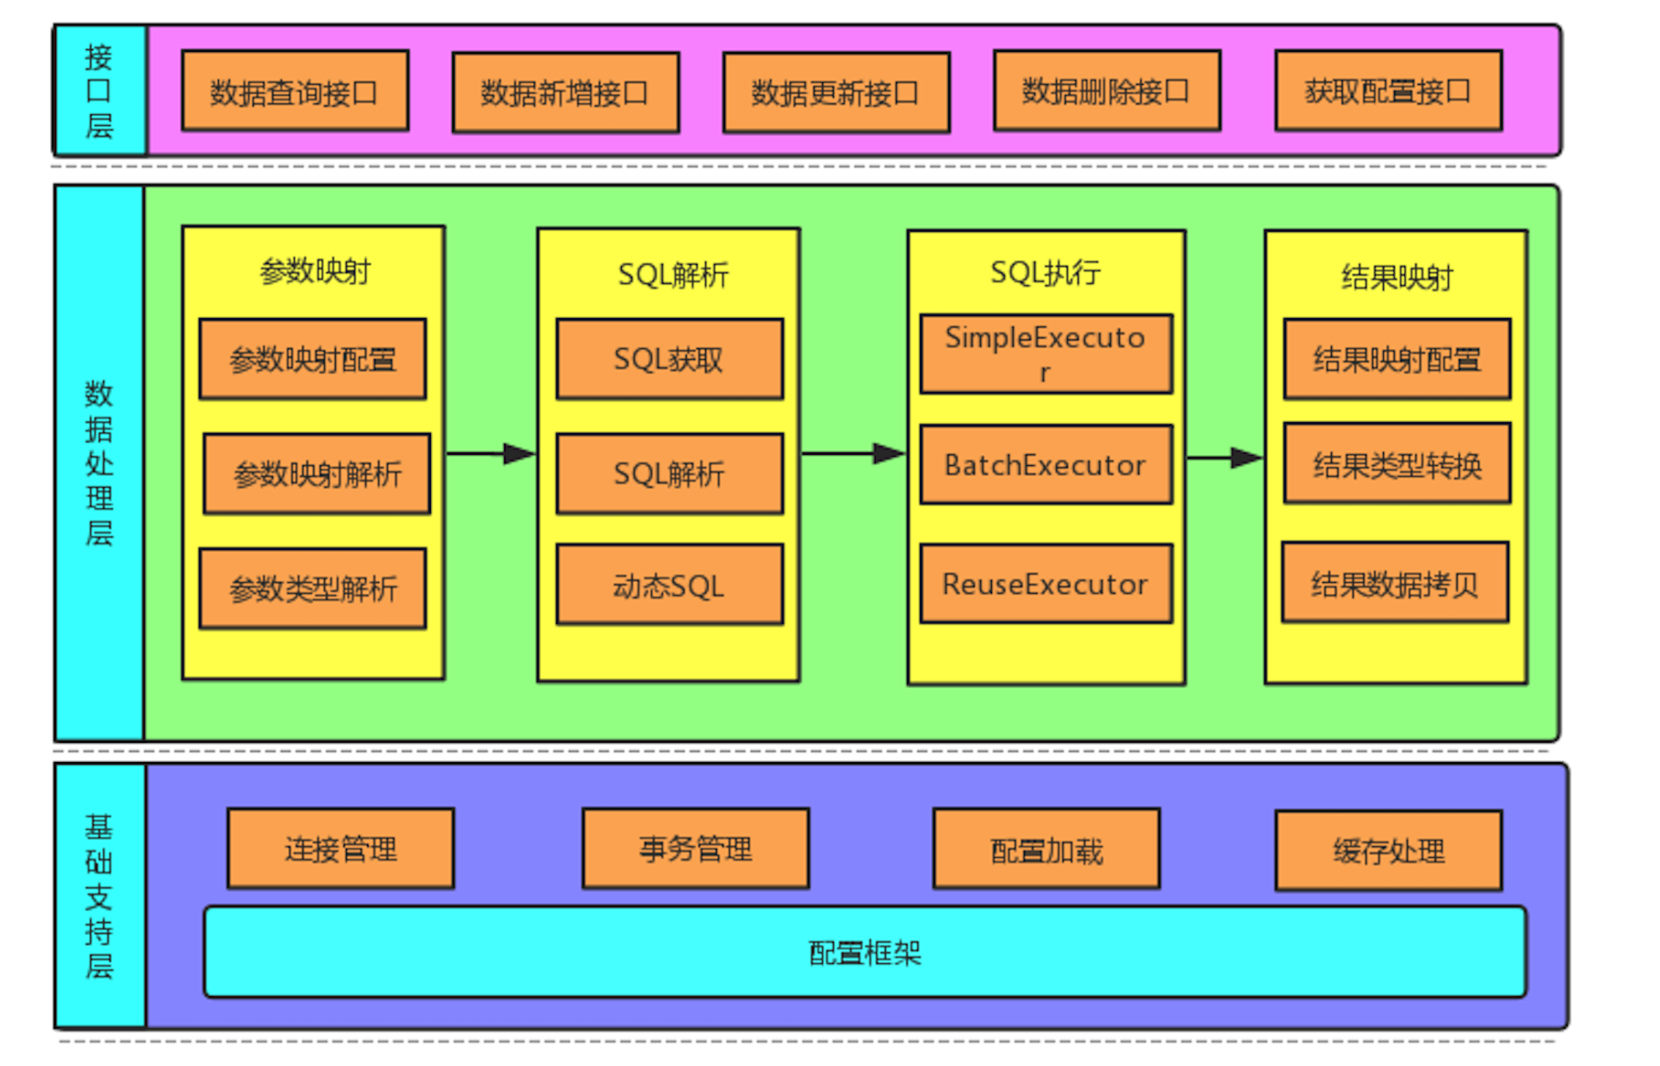 接
口
层
数据查询接口
数据新增接口
数据更新接口
数据删除接口
获取配置接口
数
据
处
理
层
参数映射
参数映射配置
参数映射解析
参数类型解析
SQL解析
SQL获取
SQL解析
动态SQL
SQL执行
SimpleExecuto
r
BatchExecutor
ReuseExecutor
结果映射
结果映射配置
结果类型转换
结果数据拷贝
基
础
支
持
层
连接管理
事务管理
配置加载
缓存处理
配置框架